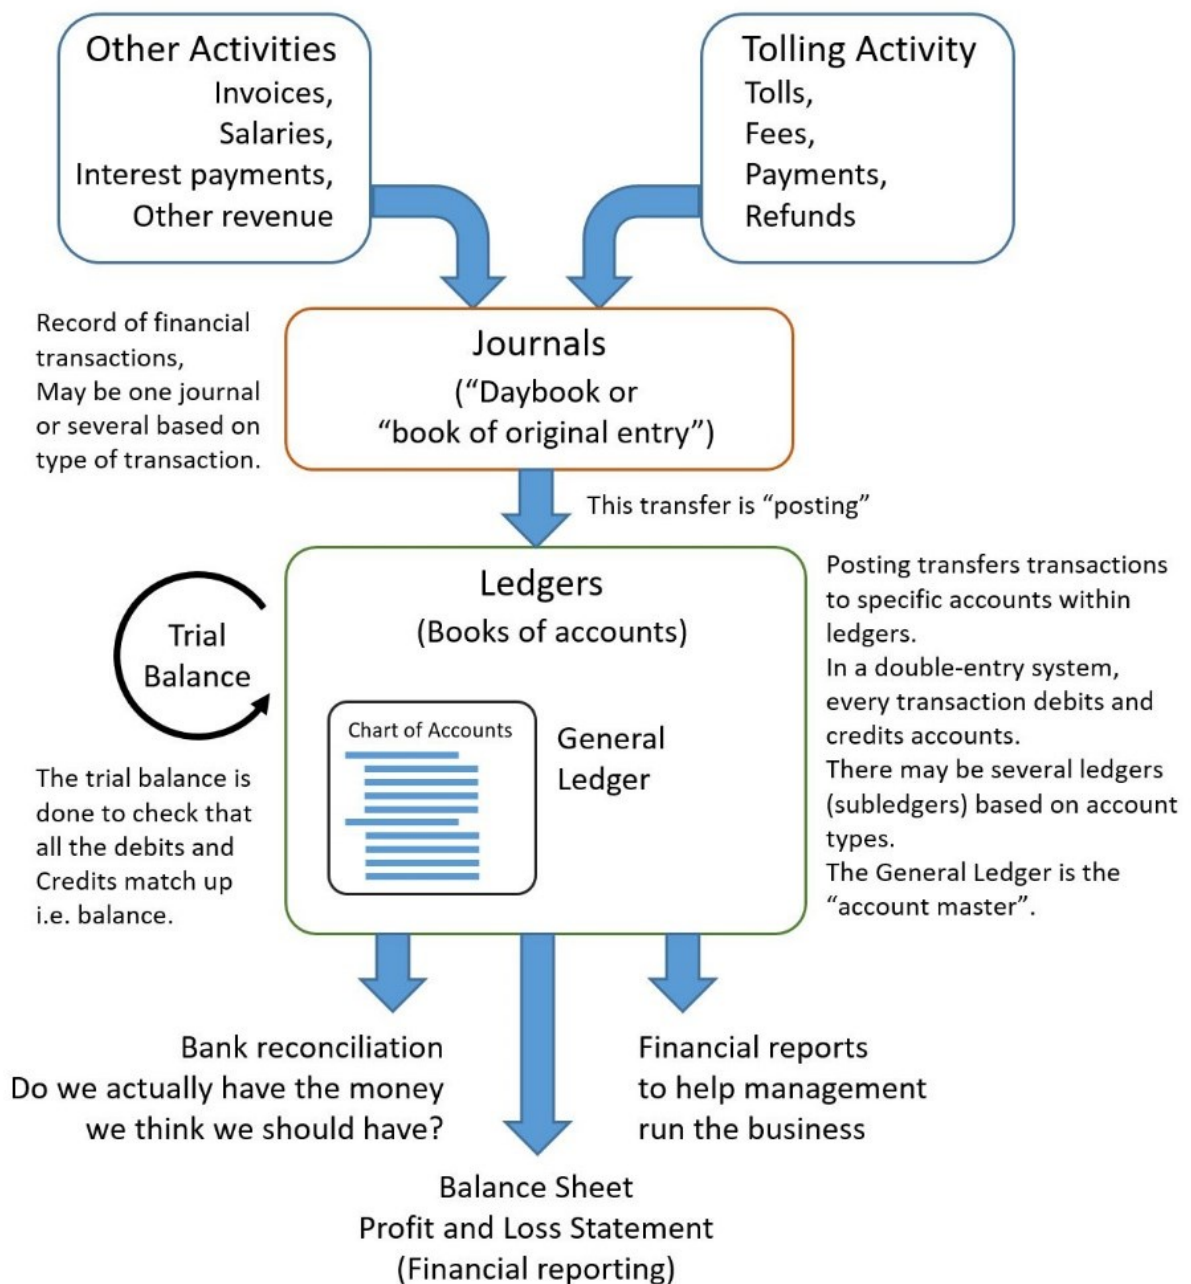 Other Activities
Invoices,
Salaries,
Interest payments,
Other revenue
Tolling Activity
Tolls,
Fees,
Payments,
Refunds
Record of financial
transactions,
May be one journal
or several based on
type of transaction.
Journals
(“Daybook or
“book of original entry”)
This transfer is “posting”
Trial
Balance
The trial balance is
done to check that
all the debits and
Credits match up
i.e. balance.
Ledgers
(Books of accounts)
Chart of Accounts
General
Ledger
Posting transfers transactions
to specific accounts within
ledgers.
In a double-entry system,
every transaction debits and
credits accounts.
There may be several ledgers
(subledgers) based on account
types.
The General Ledger is the
“account master”.
Bank reconciliation
Do we actually have the money
we think we should have?
Financial reports
to help management
run the business
Balance Sheet
Profit and Loss Statement
(Financial reporting)